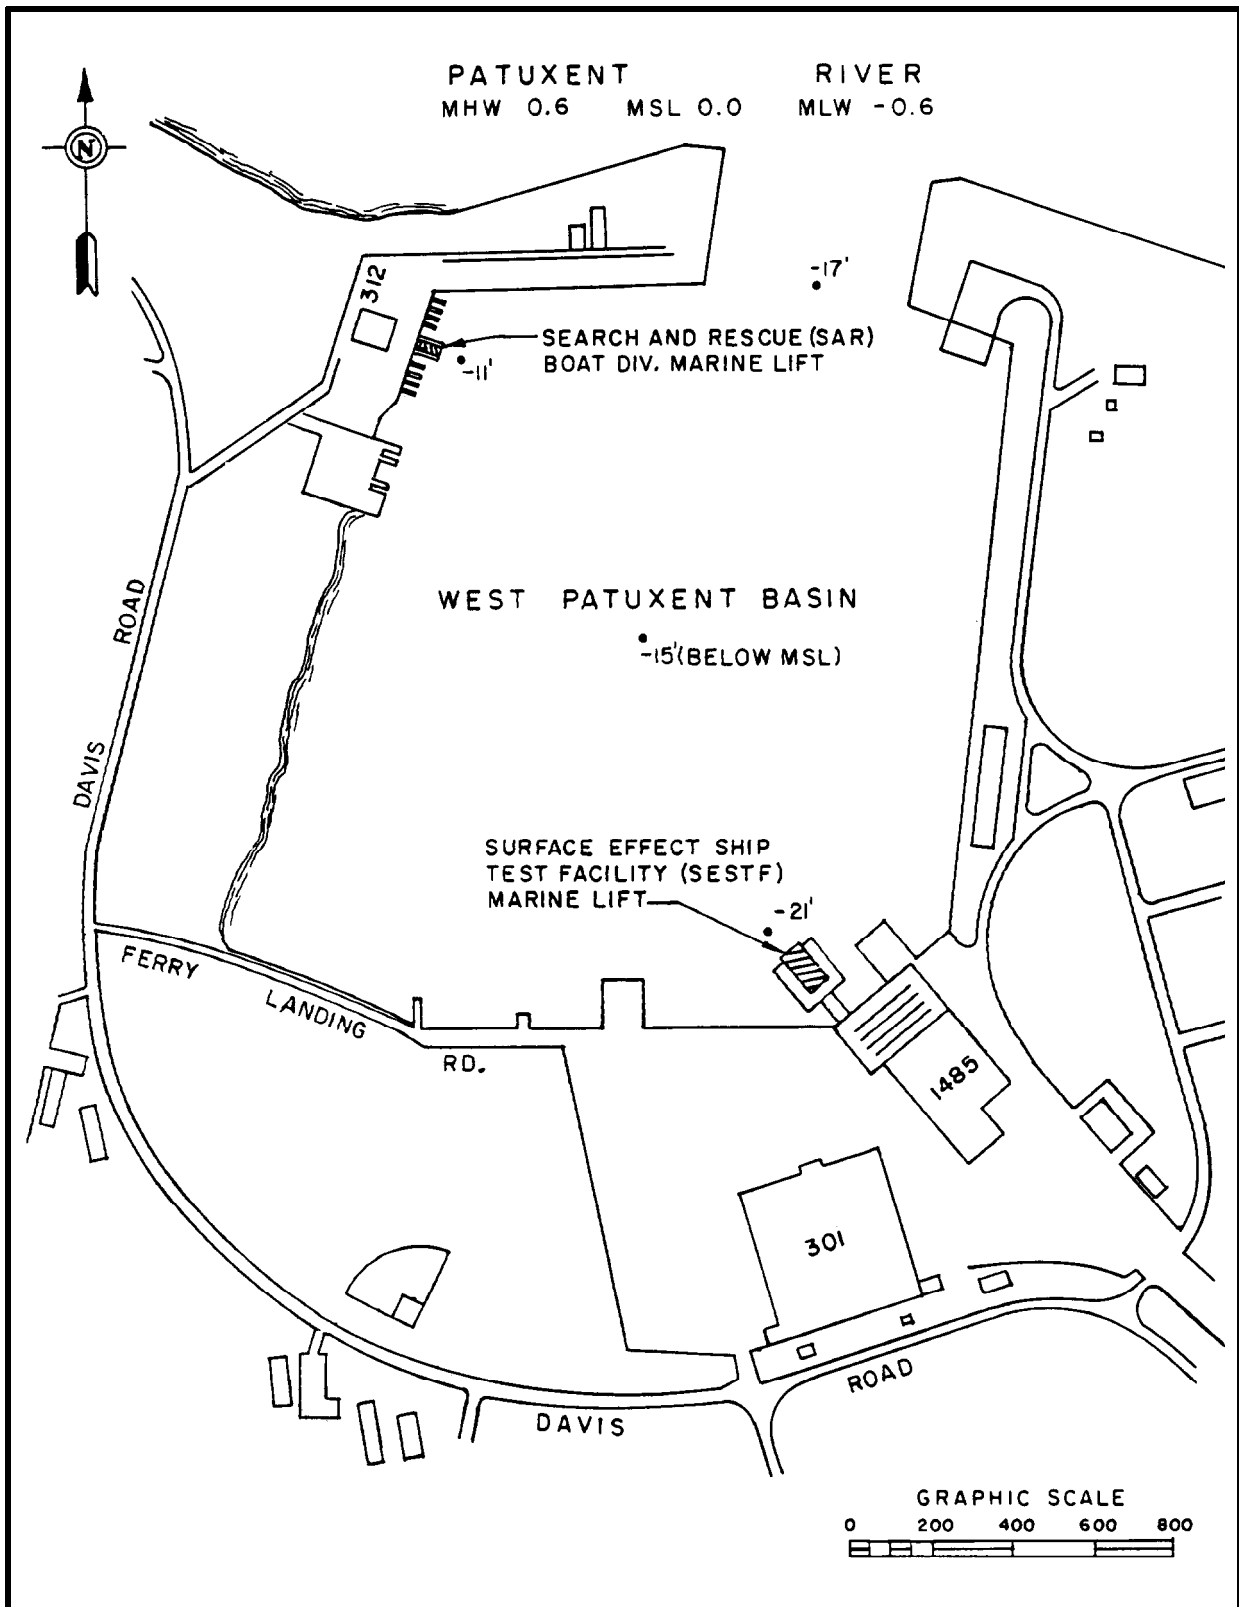 PATUXENT RIVER
MHW 0.6 MSL 0.0 MLW -0.6
N
312
-17'
SEARCH AND RESCUE (SAR)
BOAT DIV. MARINE LIFT
-11'
WEST PATUXENT BASIN
-15'(BELOW MSL)
DAVIS ROAD
SURFACE EFFECT SHIP
TEST FACILITY (SESTF)
MARINE LIFT
-21'
FERRY LANDING RD.
1485
301
DAVIS ROAD
GRAPHIC SCALE
0 200 400 600 800